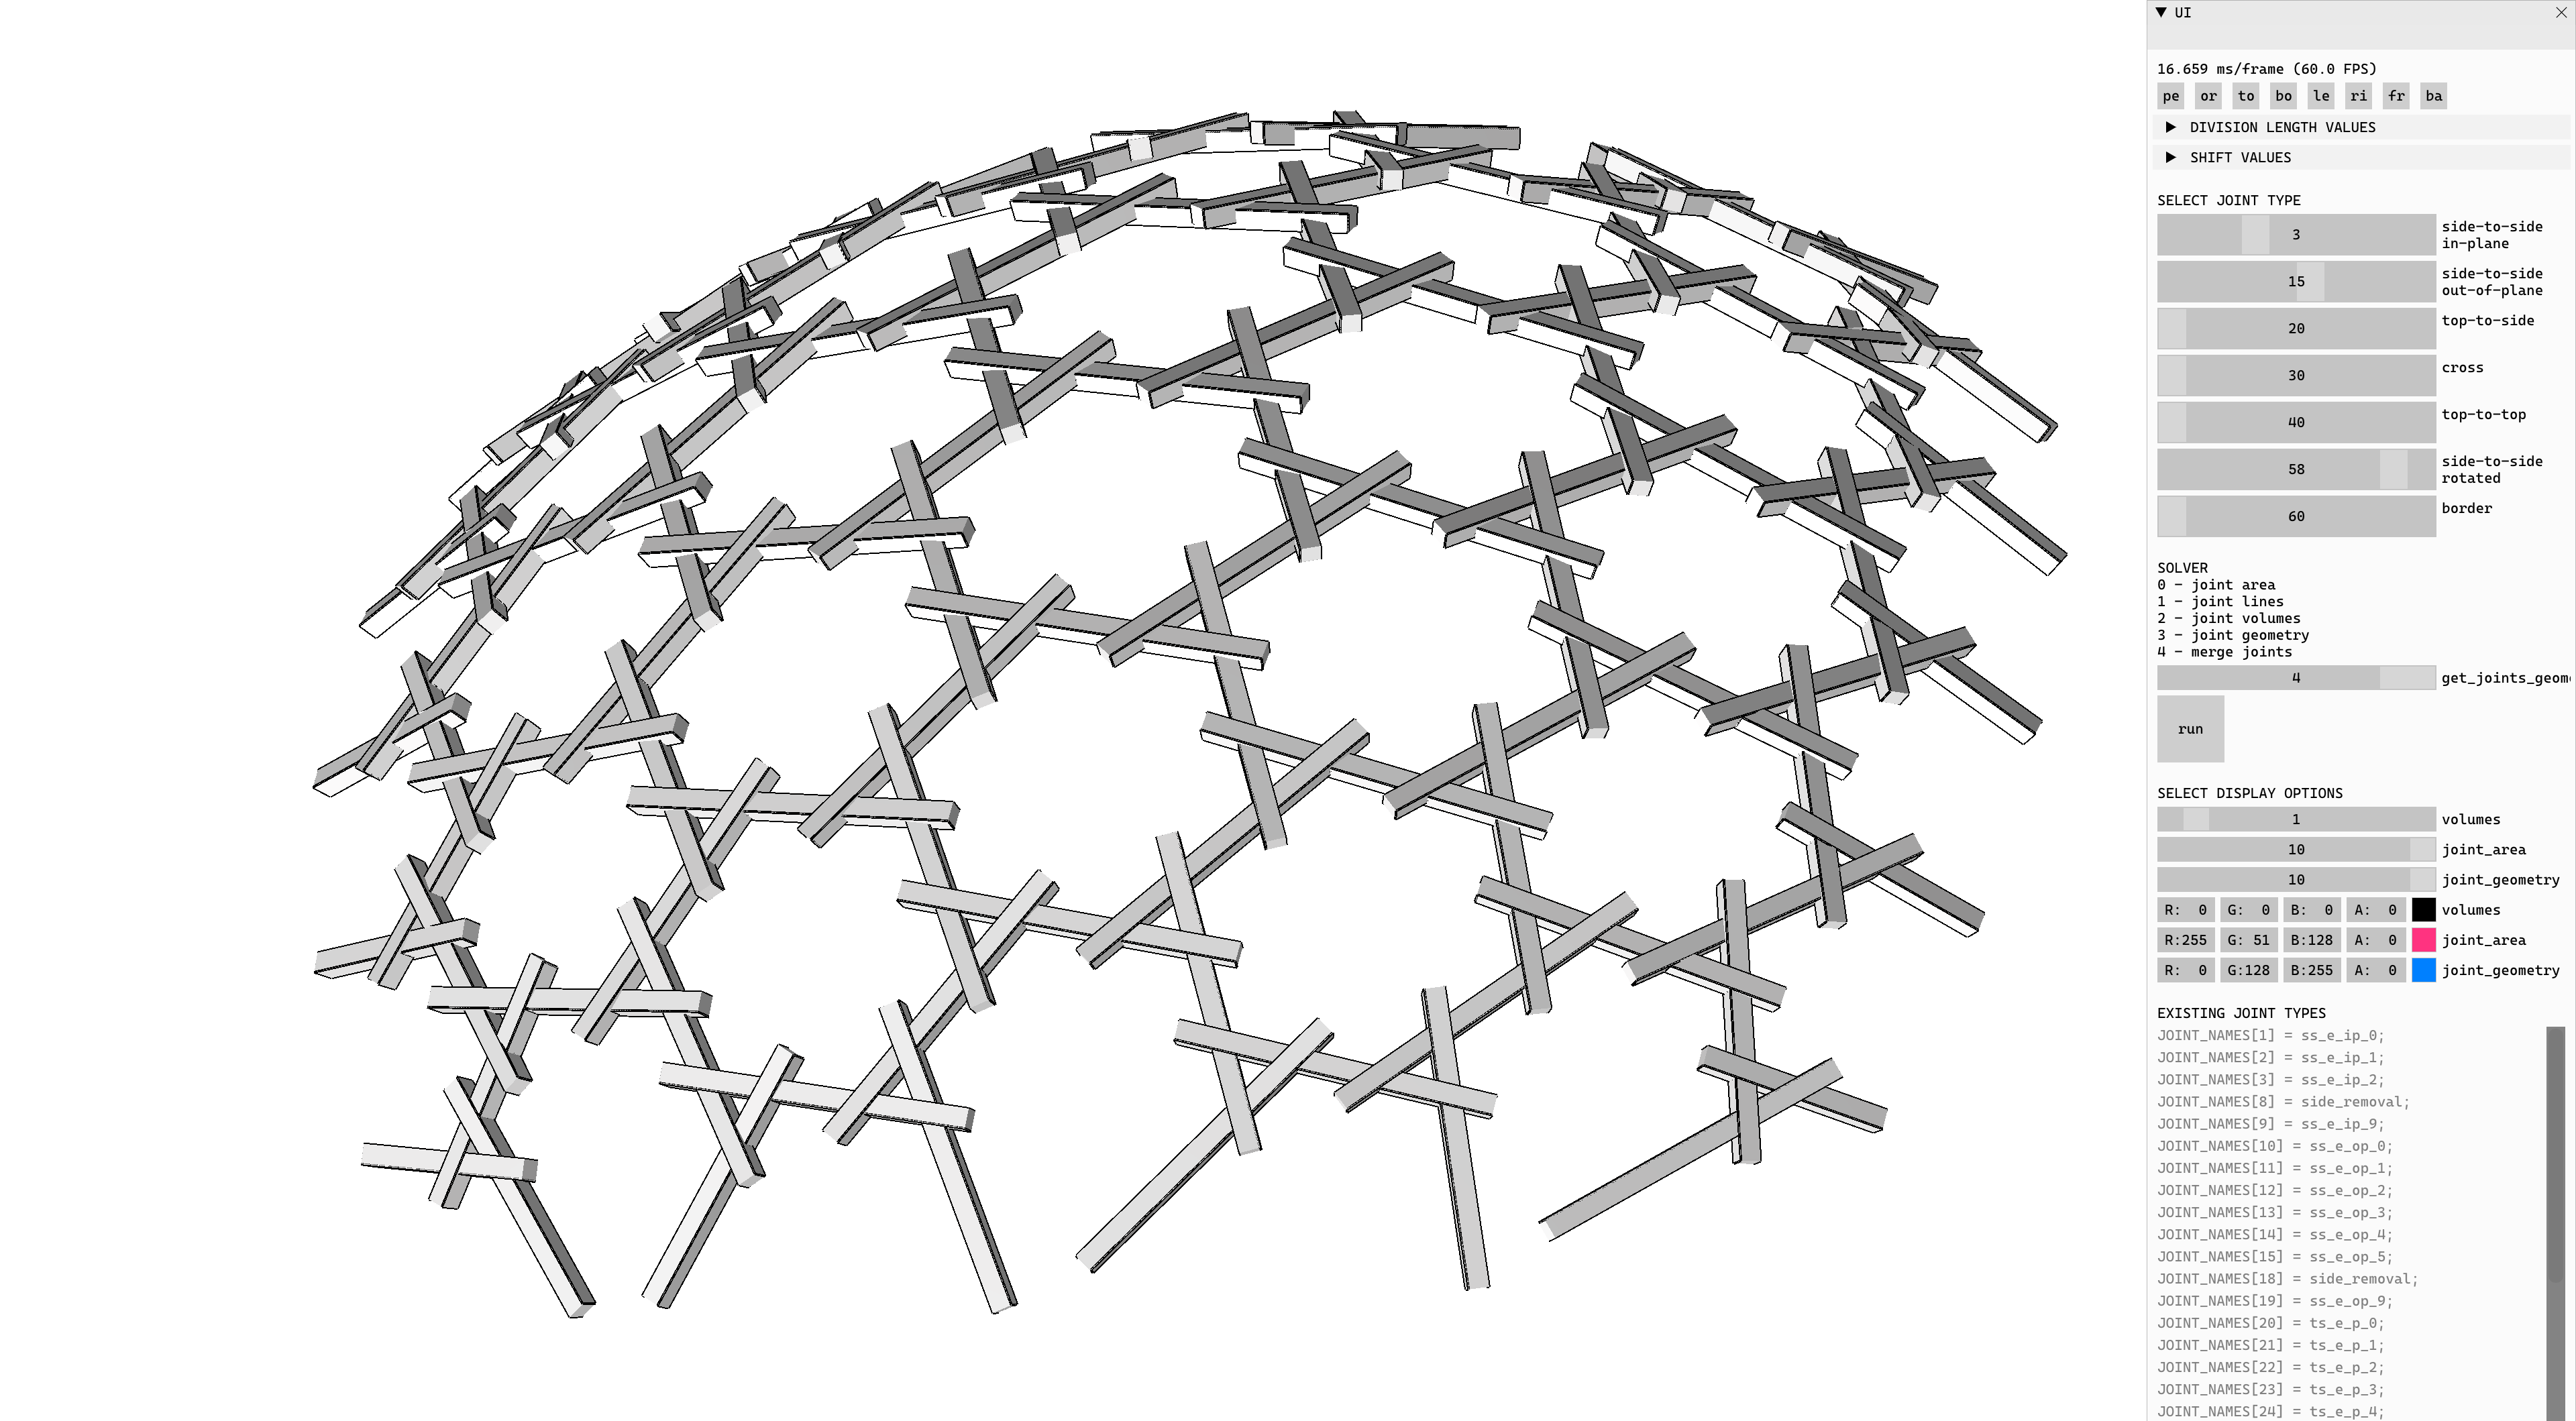 UI
16.659 ms/frame (60.0 FPS)
pe or to bo le ri fr ba
DIVISION LENGTH VALUES
SHIFT VALUES
SELECT JOINT TYPE
3 side-to-side
in-plane
15 side-to-side
out-of-plane
20 top-to-side
30 cross
40 top-to-top
58 side-to-side
rotated
60 border
SOLVER
0 - joint area
1 - joint lines
2 - joint volumes
3 - joint geometry
4 - merge joints
4 get_joints_geom
run
SELECT DISPLAY OPTIONS
1 volumes
10 joint_area
10 joint_geometry
R: 0 G: 0 B: 0 A: 0 volumes
R:255 G: 51 B:128 A: 0 joint_area
R: 0 G:128 B:255 A: 0 joint_geometry
EXISTING JOINT TYPES
JOINT_NAMES[1] = ss_e_ip_0;
JOINT_NAMES[2] = ss_e_ip_1;
JOINT_NAMES[3] = ss_e_ip_2;
JOINT_NAMES[8] = side_removal;
JOINT_NAMES[9] = ss_e_ip_9;
JOINT_NAMES[10] = ss_e_op_0;
JOINT_NAMES[11] = ss_e_op_1;
JOINT_NAMES[12] = ss_e_op_2;
JOINT_NAMES[13] = ss_e_op_3;
JOINT_NAMES[14] = ss_e_op_4;
JOINT_NAMES[15] = ss_e_op_5;
JOINT_NAMES[18] = side_removal;
JOINT_NAMES[19] = ss_e_op_9;
JOINT_NAMES[20] = ts_e_p_0;
JOINT_NAMES[21] = ts_e_p_1;
JOINT_NAMES[22] = ts_e_p_2;
JOINT_NAMES[23] = ts_e_p_3;
JOINT_NAMES[24] = ts_e_p_4;